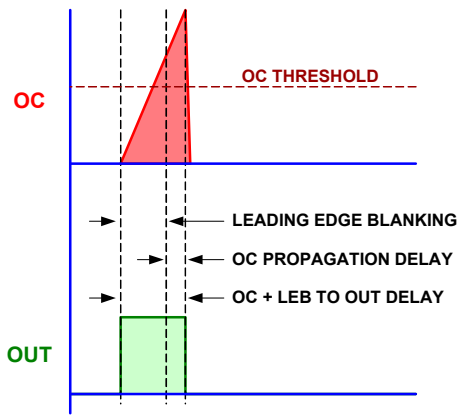 OC THRESHOLD
OC
LEADING EDGE BLANKING
OC PROPAGATION DELAY
OC + LEB TO OUT DELAY
OUT